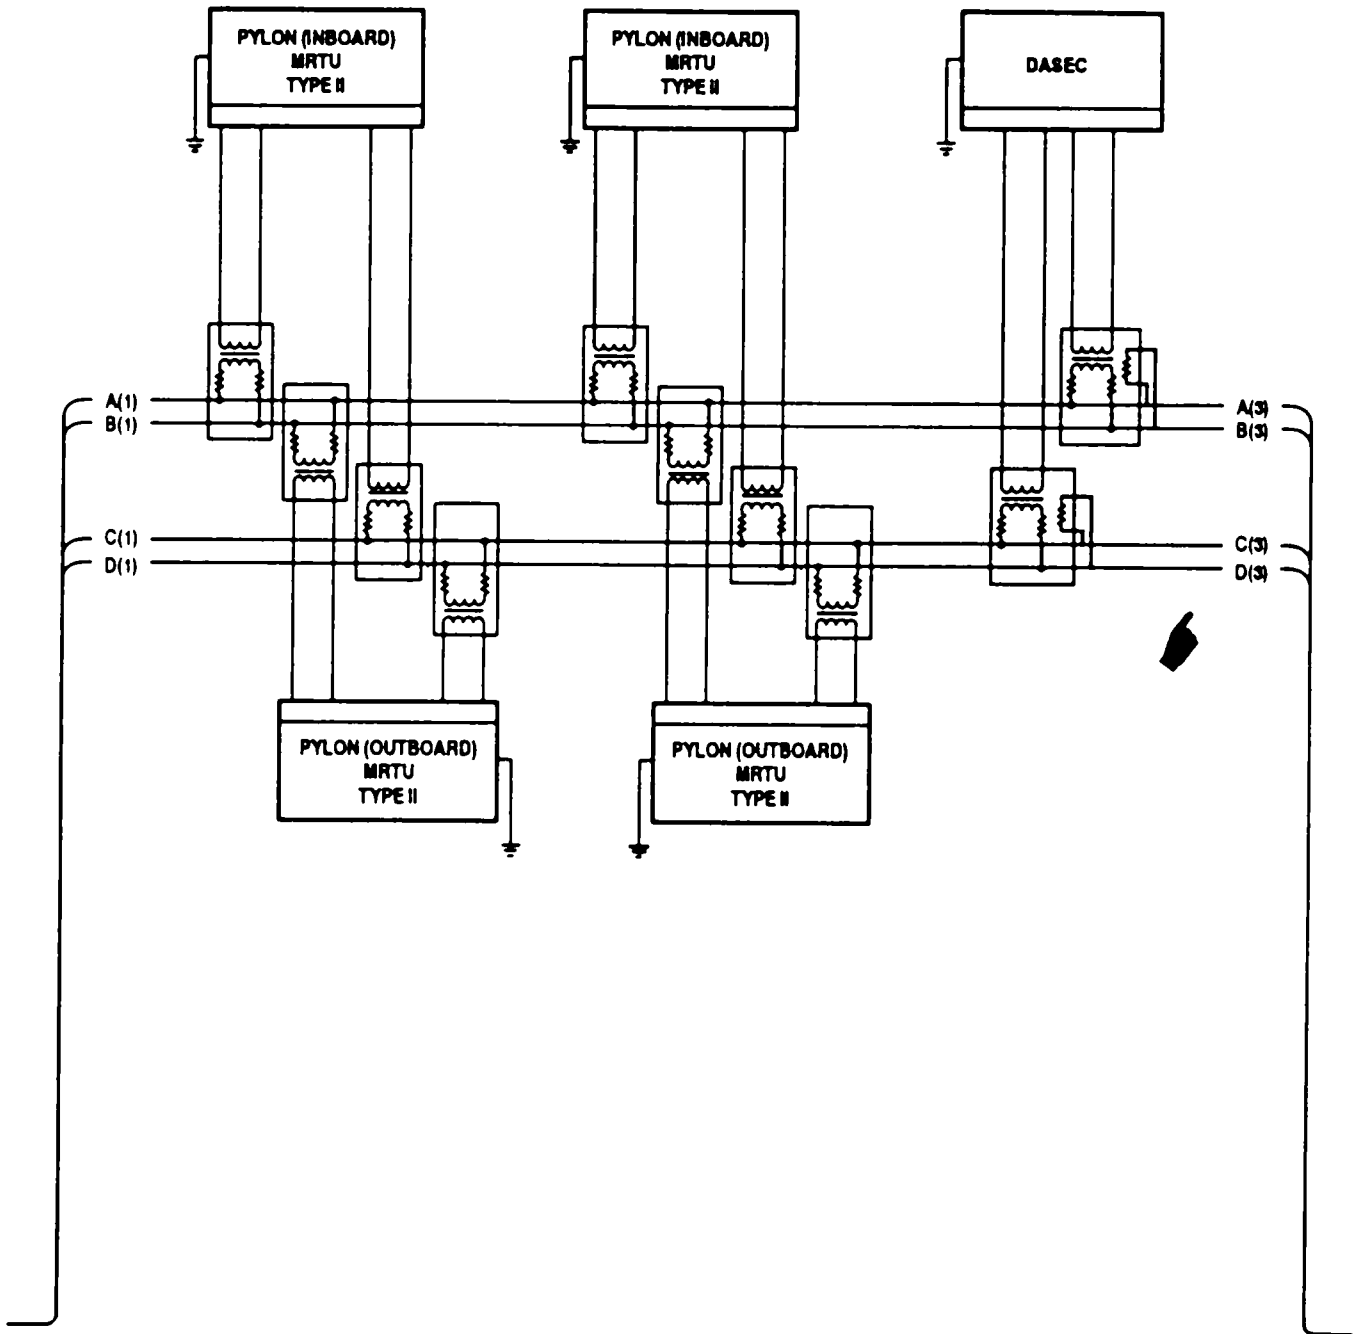 PYLON (INBOARD)
MRTU
TYPE II
PYLON (INBOARD)
MRTU
TYPE II
DASEC
A(1)
B(1)
A(3)
B(3)
C(1)
D(1)
C(3)
D(3)
PYLON (OUTBOARD)
MRTU
TYPE II
PYLON (OUTBOARD)
MRTU
TYPE II